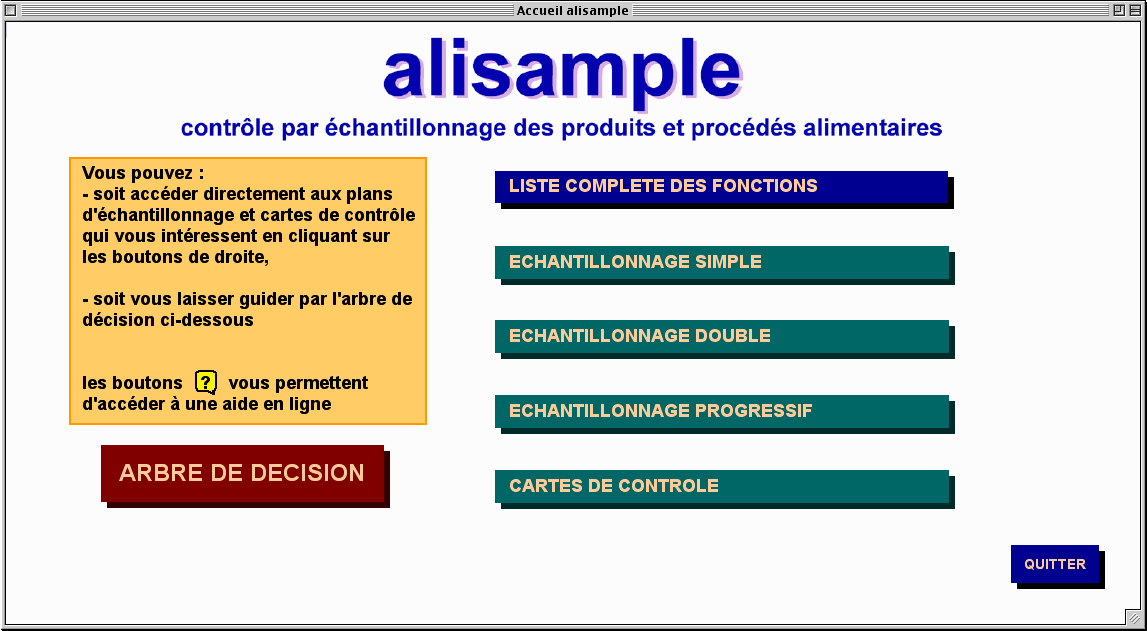 Accueil alisample
alisample
contrôle par échantillonnage des produits et procédés alimentaires
Vous pouvez :
- soit accéder directement aux plans
d'échantillonnage et cartes de contrôle
qui vous intéressent en cliquant sur
les boutons de droite,
- soit vous laisser guider par l'arbre de
décision ci-dessous
les boutons ? vous permettent
d'accéder à une aide en ligne
ARBRE DE DECISION
LISTE COMPLETE DES FONCTIONS
ECHANTILLONNAGE SIMPLE
ECHANTILLONNAGE DOUBLE
ECHANTILLONNAGE PROGRESSIF
CARTES DE CONTROLE
QUITTER